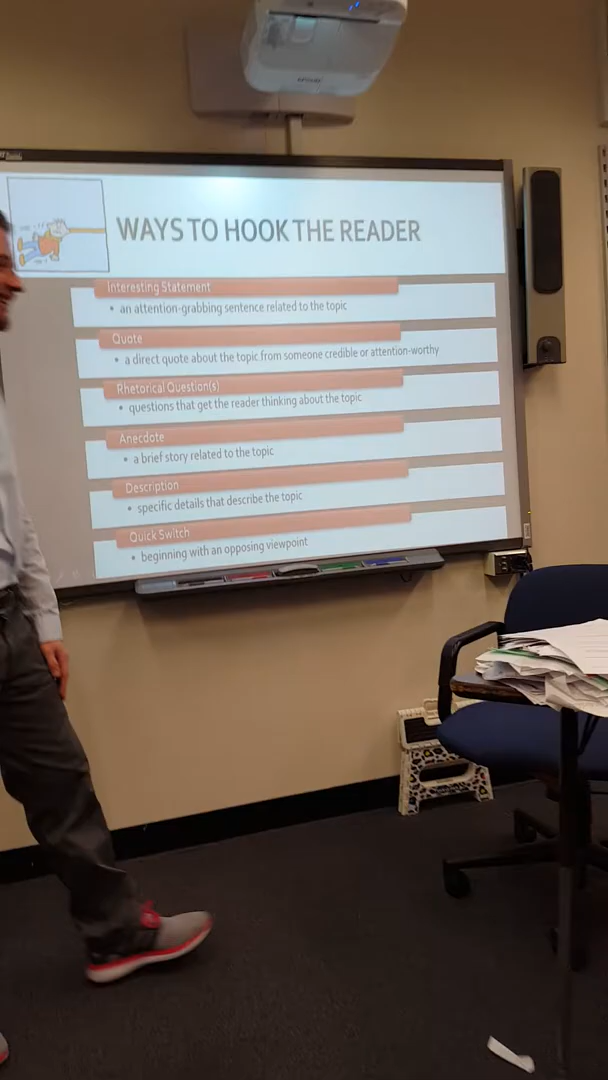 WAYS TO HOOK THE READER
Interesting Statement
• an attention-grabbing sentence related to the topic
Quote
• a direct quote about the topic from someone credible or attention-worthy
Rhetorical Question(s)
• questions that get the reader thinking about the topic
Anecdote
• a brief story related to the topic
Description
• specific details that describe the topic
Quick Switch
• beginning with an opposing viewpoint